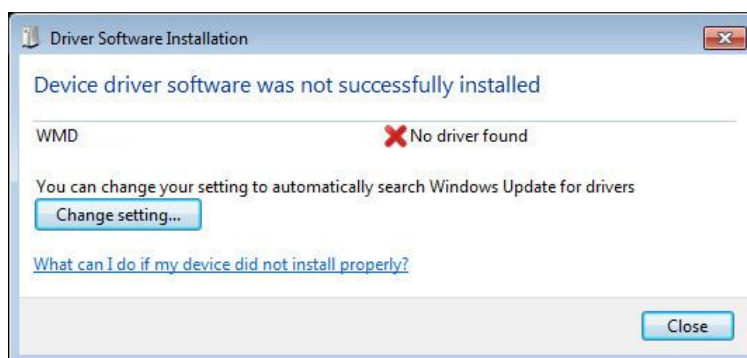 Driver Software Installation
Device driver software was not successfully installed
WMD No driver found
You can change your setting to automatically search Windows Update for drivers
Change setting...
What can I do if my device did not install properly?
Close